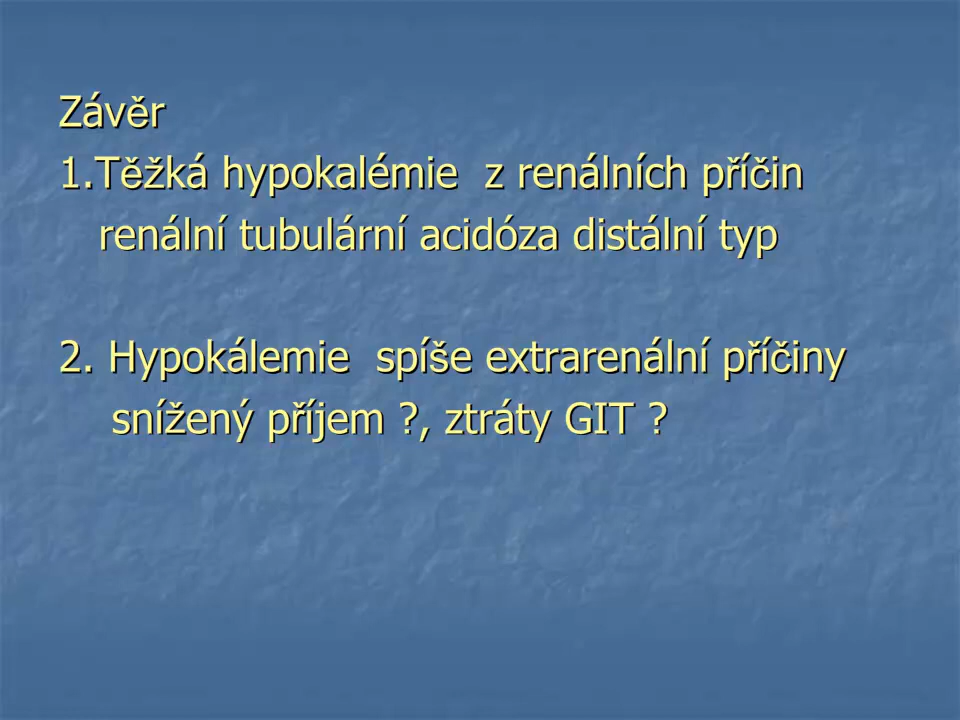 Závěr
1.Těžká hypokalémie z renálních příčin
renální tubulární acidóza distální typ
2. Hypokálemie spíše extrarenální příčiny
snížený příjem ?, ztráty GIT ?